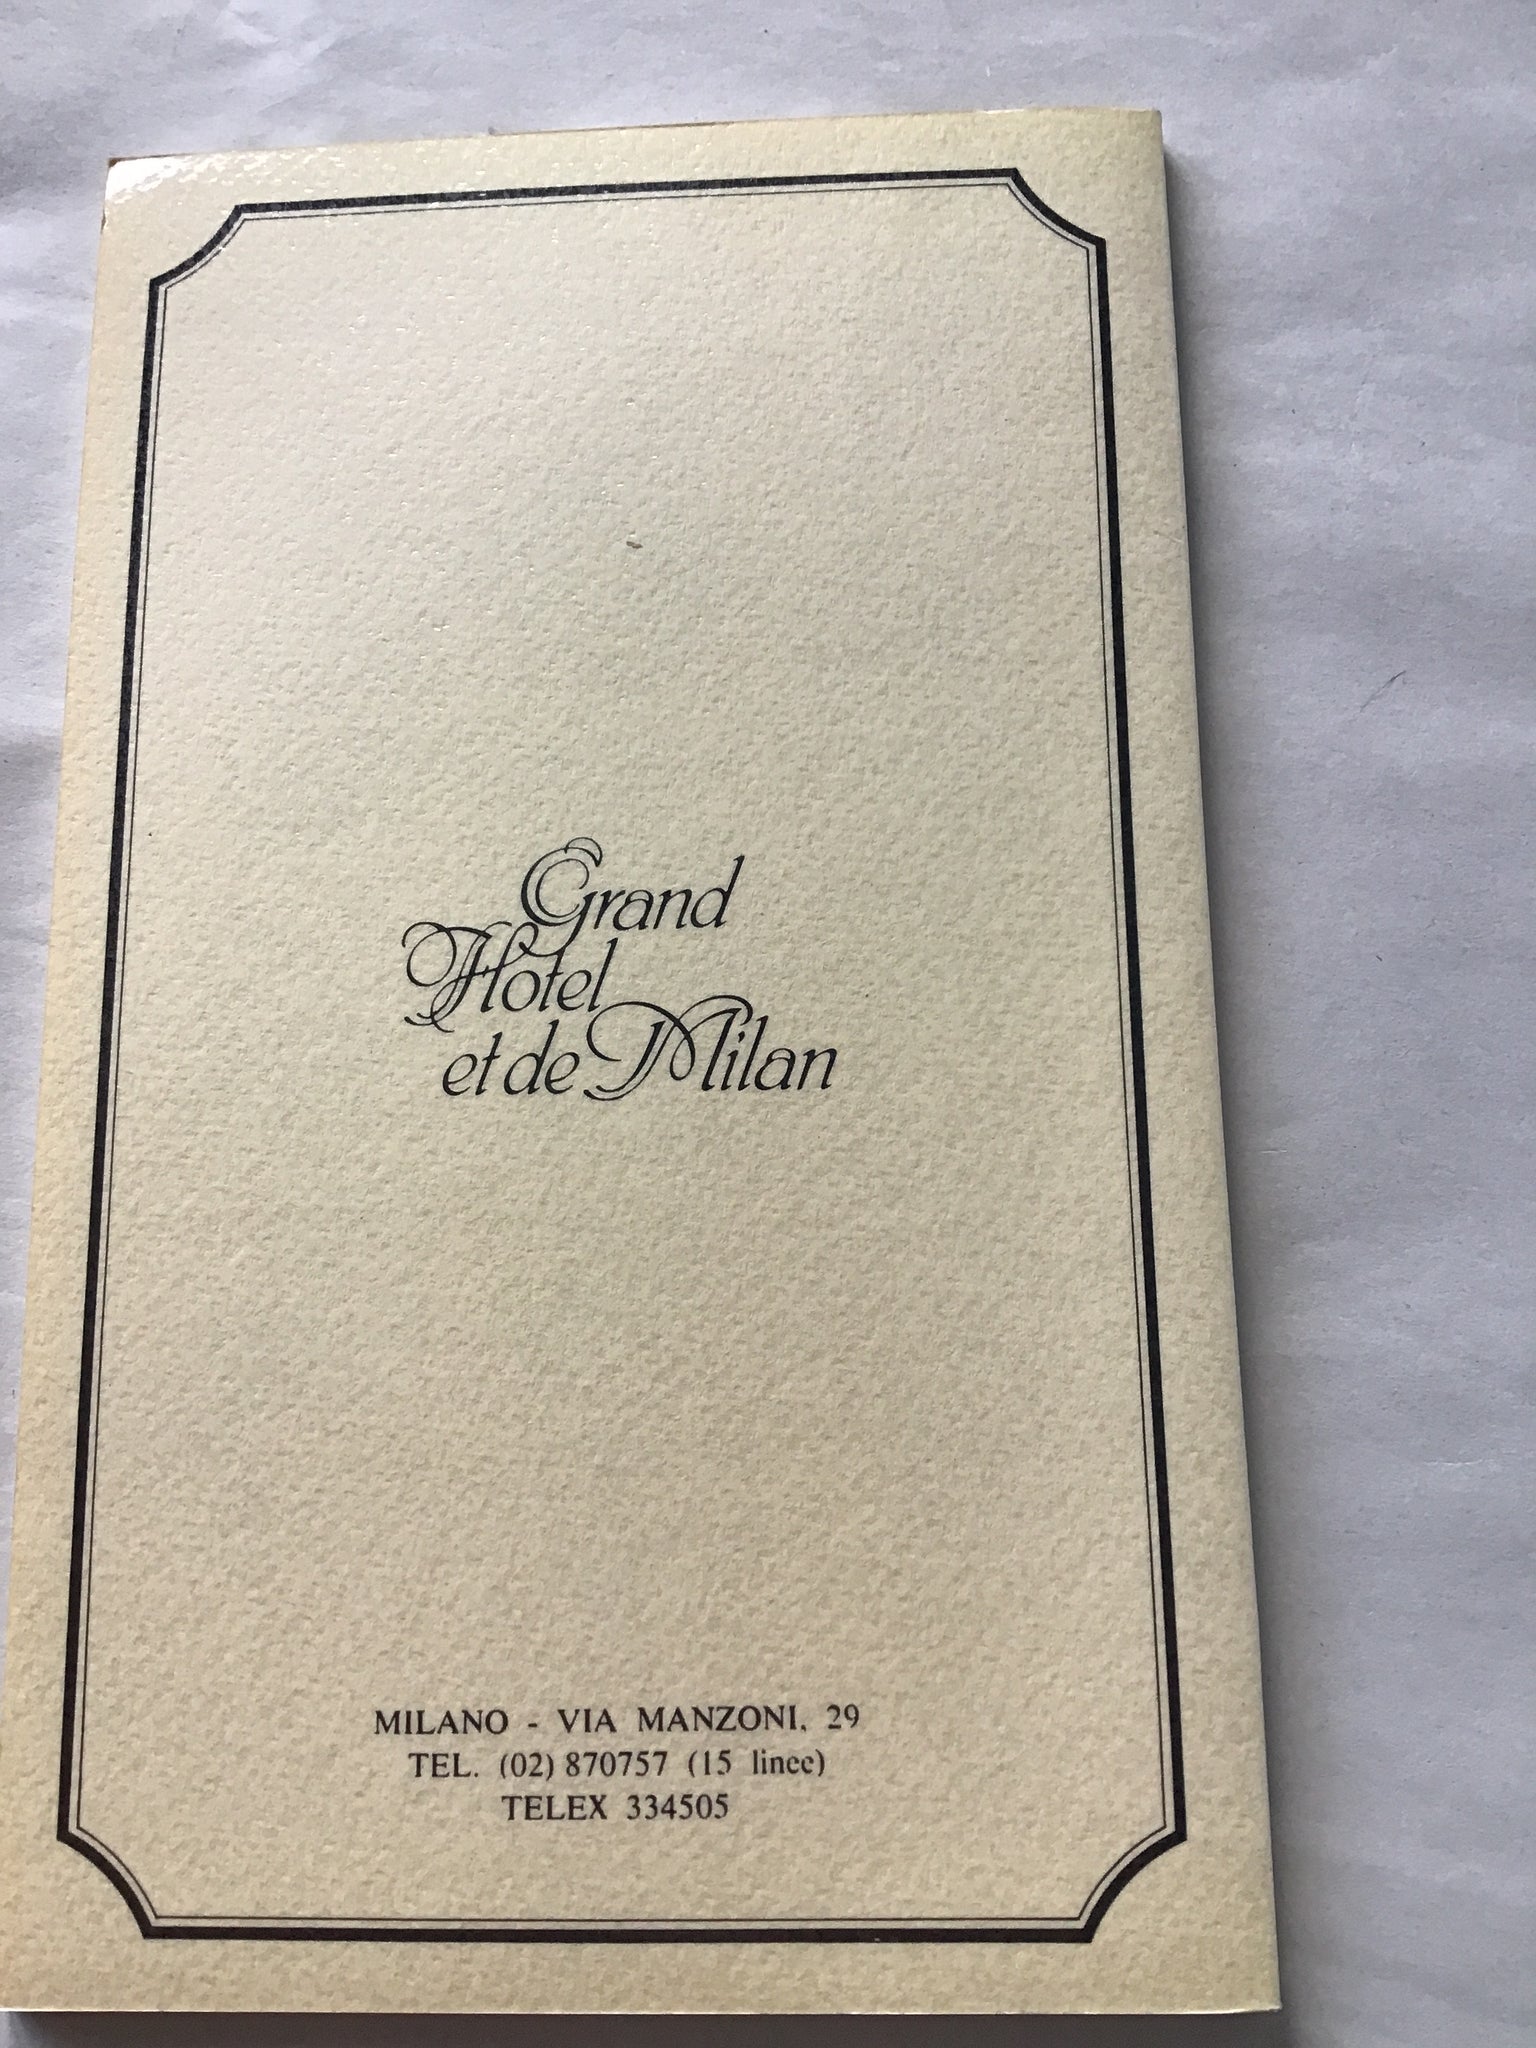 Grand
Hotel
et de Milan
MILANO - VIA MANZONI, 29
TEL. (02) 870757 (15 linee)
TELEX 334505